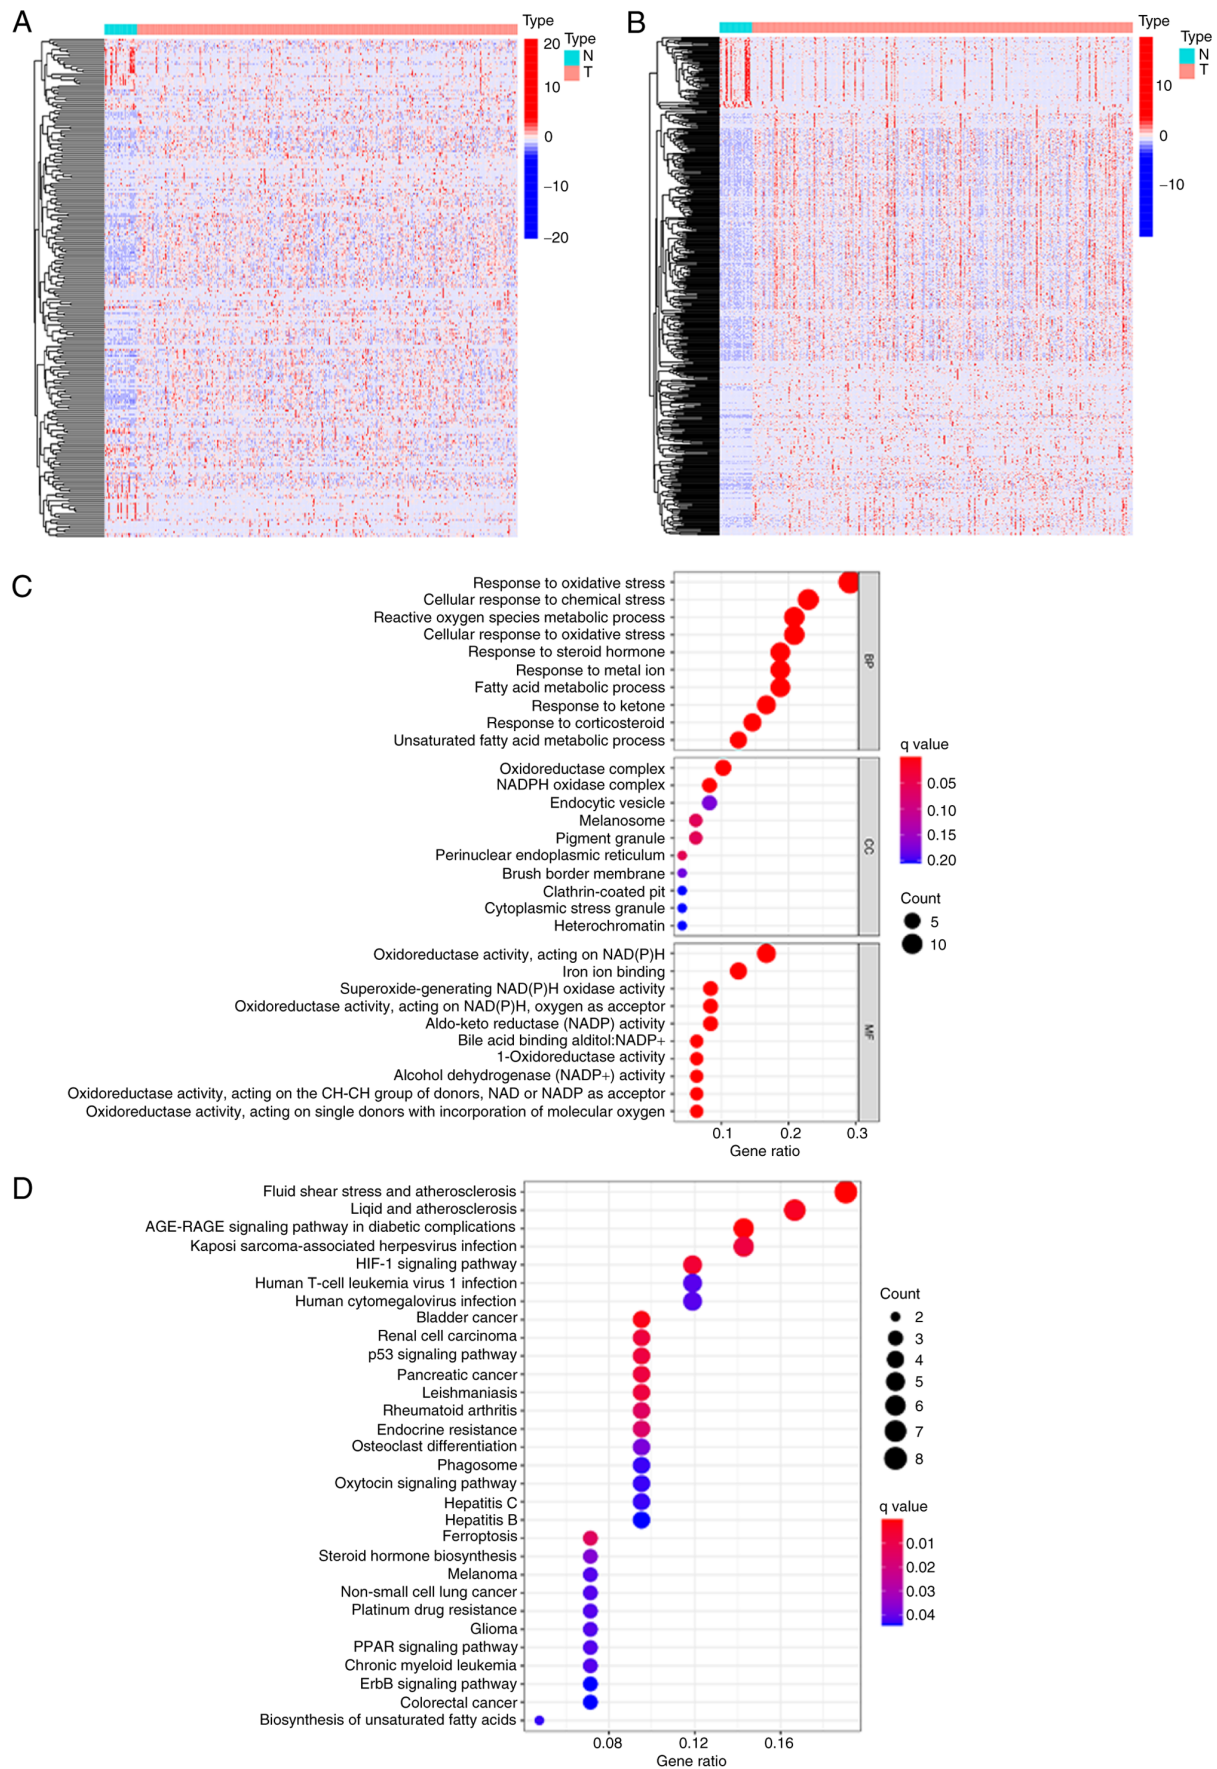 A
Type
20
10
0
−10
−20
Type
N
T
B
Type
10
0
−10
Type
N
T
C
Response to oxidative stress
Cellular response to chemical stress
Reactive oxygen species metabolic process
Cellular response to oxidative stress
Response to steroid hormone
Response to metal ion
Fatty acid metabolic process
Response to ketone
Response to corticosteroid
Unsaturated fatty acid metabolic process
BP
Oxidoreductase complex
NADPH oxidase complex
Endocytic vesicle
Melanosome
Pigment granule
Perinuclear endoplasmic reticulum
Brush border membrane
Clathrin-coated pit
Cytoplasmic stress granule
Heterochromatin
CC
Oxidoreductase activity, acting on NAD(P)H
Iron ion binding
Superoxide-generating NAD(P)H oxidase activity
Oxidoreductase activity, acting on NAD(P)H, oxygen as acceptor
Aldo-keto reductase (NADP) activity
Bile acid binding alditol:NADP+
1-Oxidoreductase activity
Alcohol dehydrogenase (NADP+) activity
Oxidoreductase activity, acting on the CH-CH group of donors, NAD or NADP as acceptor
Oxidoreductase activity, acting on single donors with incorporation of molecular oxygen
MF
0.1 0.2 0.3
Gene ratio
q value
0.05
0.10
0.15
0.20
Count
5
10
D
Fluid shear stress and atherosclerosis
Liqid and atherosclerosis
AGE-RAGE signaling pathway in diabetic complications
Kaposi sarcoma-associated herpesvirus infection
HIF-1 signaling pathway
Human T-cell leukemia virus 1 infection
Human cytomegalovirus infection
Bladder cancer
Renal cell carcinoma
p53 signaling pathway
Pancreatic cancer
Leishmaniasis
Rheumatoid arthritis
Endocrine resistance
Osteoclast differentiation
Phagosome
Oxytocin signaling pathway
Hepatitis C
Hepatitis B
Ferroptosis
Steroid hormone biosynthesis
Melanoma
Non-small cell lung cancer
Platinum drug resistance
Glioma
PPAR signaling pathway
Chronic myeloid leukemia
ErbB signaling pathway
Colorectal cancer
Biosynthesis of unsaturated fatty acids
0.08 0.12 0.16
Gene ratio
Count
2
3
4
5
6
7
8
q value
0.01
0.02
0.03
0.04